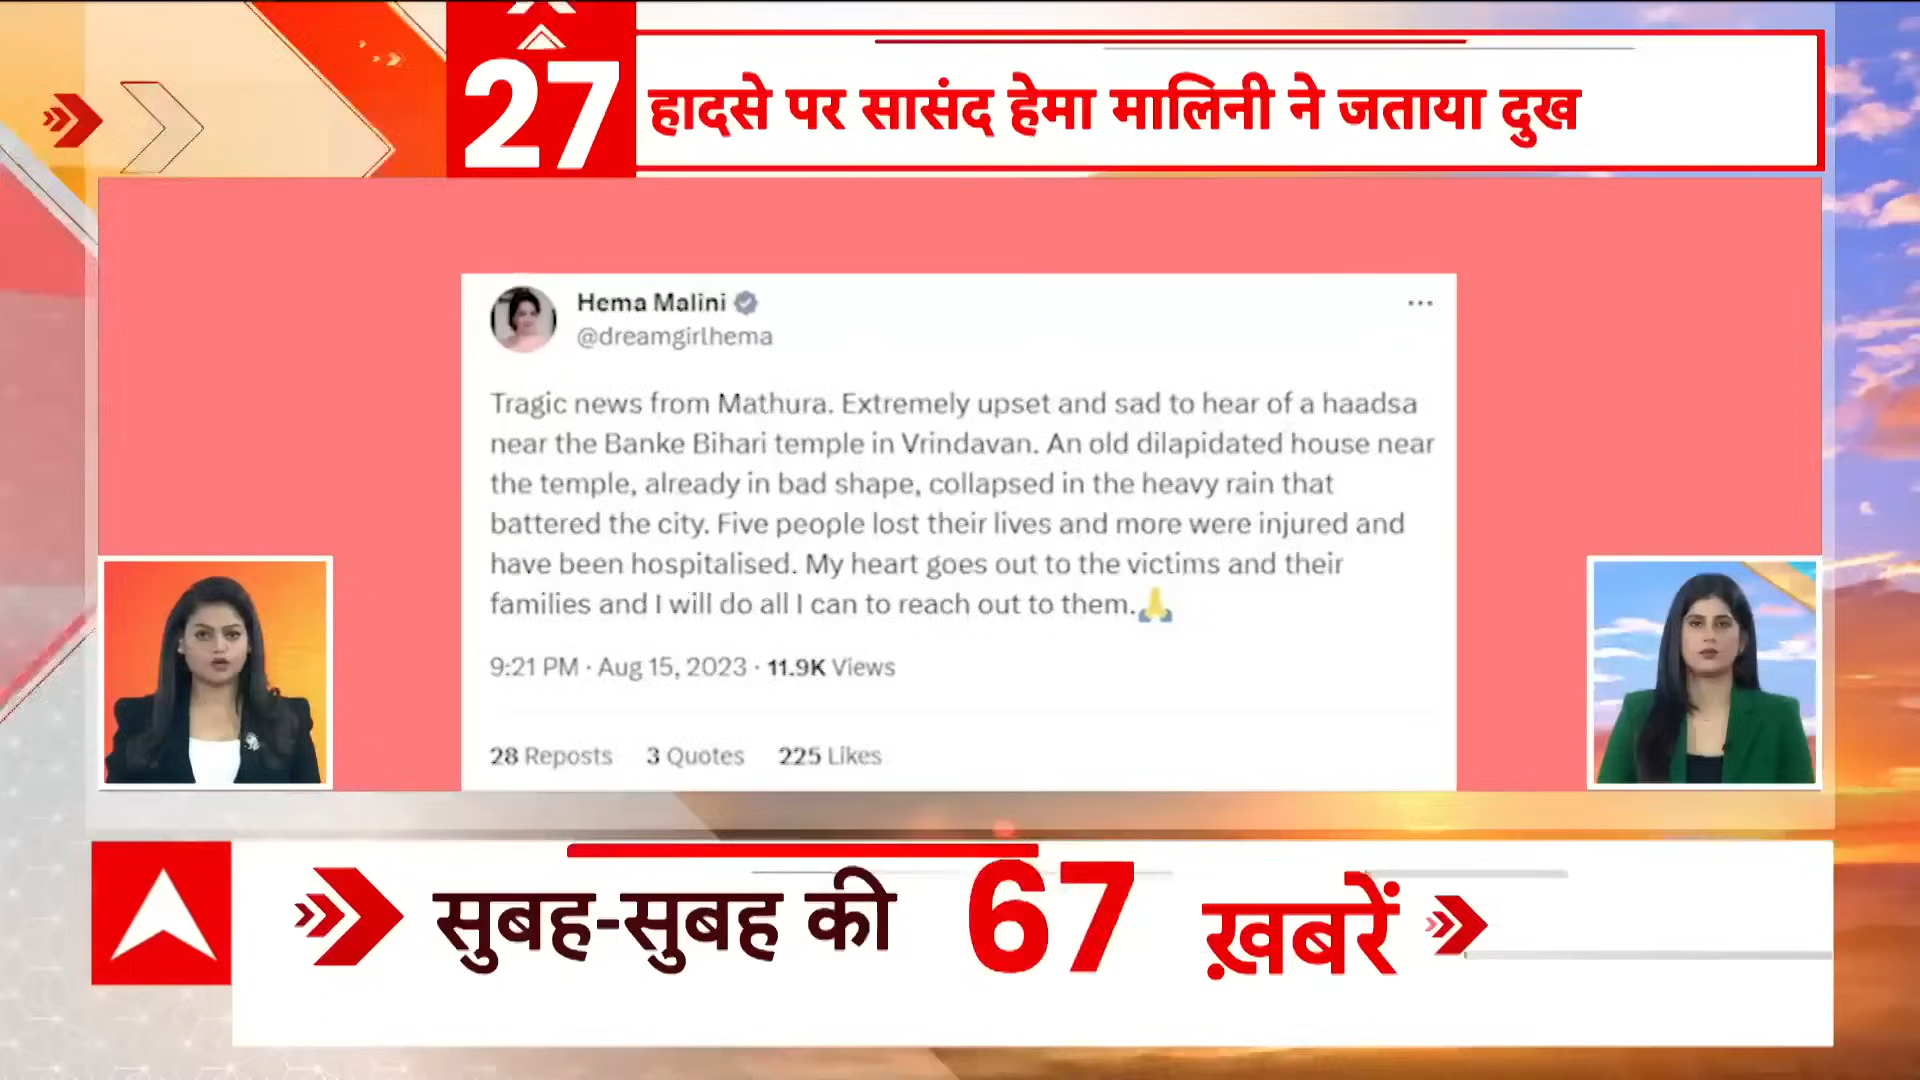 27
हादसे पर सासंद हेमा मालिनी ने जताया दुख
Hema Malini
@dreamgirlhema
Tragic news from Mathura. Extremely upset and sad to hear of a haadsa
near the Banke Bihari temple in Vrindavan. An old dilapidated house near
the temple, already in bad shape, collapsed in the heavy rain that
battered the city. Five people lost their lives and more were injured and
have been hospitalised. My heart goes out to the victims and their
families and I will do all I can to reach out to them.🙏
9:21 PM · Aug 15, 2023 · 11.9K Views
28 Reposts 3 Quotes 225 Likes
सुबह-सुबह की 67 ख़बरें